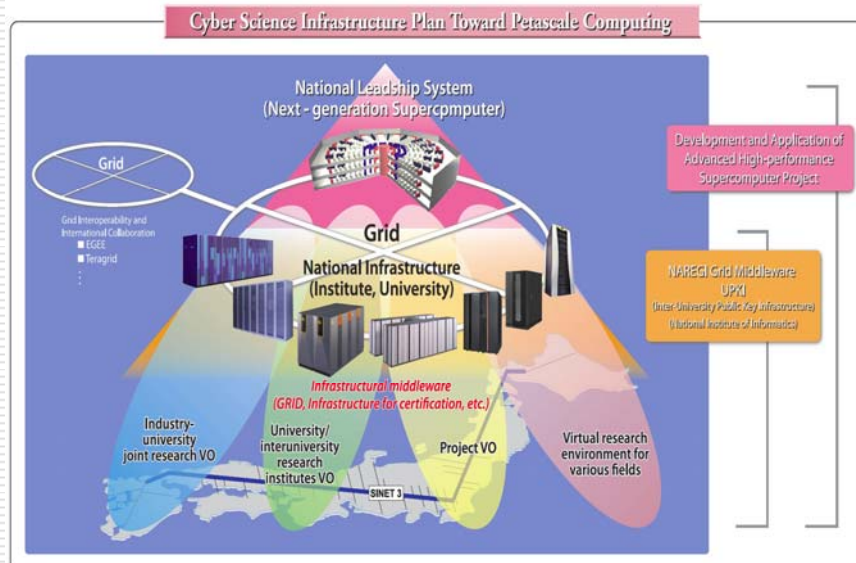 Cyber Science Infrastructure Plan Toward Petascale Computing
National Leadship System
(Next - generation Supercpmputer)
Grid
Grid Interoperability and
International Collaboration
EGEE
Teragrid
Grid
National Infrastructure
(Institute, University)
Infrastructural middleware
(GRID, Infrastructure for certification, etc.)
Industry-
university
joint research VO
University/
interuniversity
research
institutes VO
Project VO
Virtual research
environment for
various fields
SINET 3
Development and Application of
Advanced High-performance
Supercomputer Project
NAREGI Grid Middleware
UPKI
(Inter-University Public Key Infrastructure)
(National Institute of Informatics)